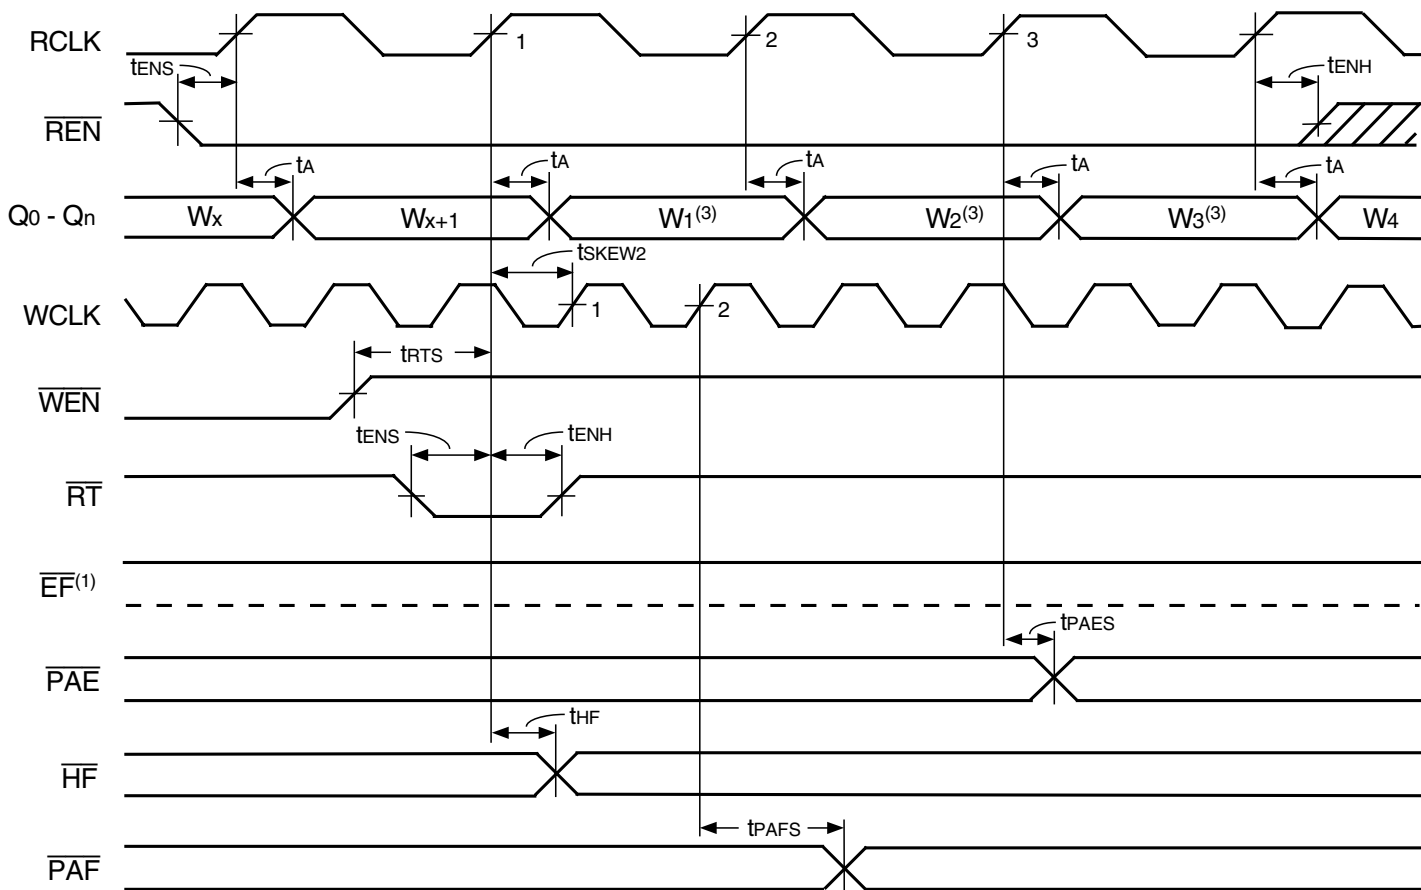 RCLK
1
2
3
tENS
tENH
REN
tA
tA
tA
tA
tA
Q0 - Qn
Wx
Wx+1
W1(3)
W2(3)
W3(3)
W4
tSKEW2
WCLK
1
2
tRTS
WEN
tENS
tENH
RT
EF(1)
tPAES
PAE
tHF
HF
tPAFS
PAF